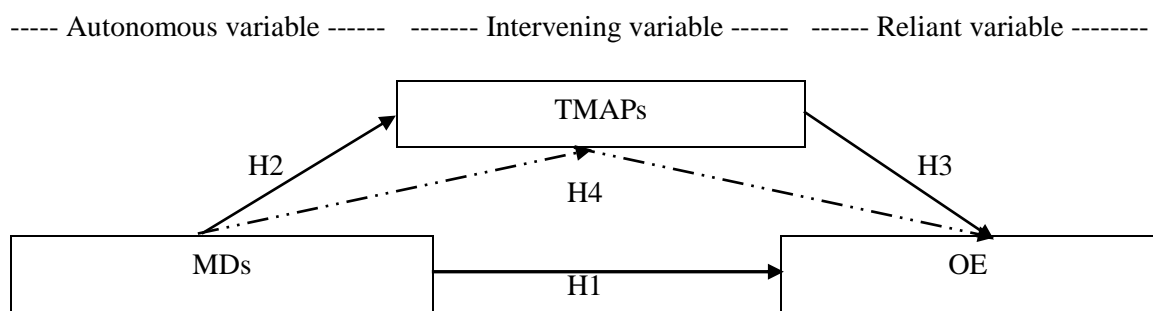 ----- Autonomous variable ------ ------- Intervening variable ------ ------ Reliant variable --------
TMAPs
H2
H3
H4
MDs
OE
H1